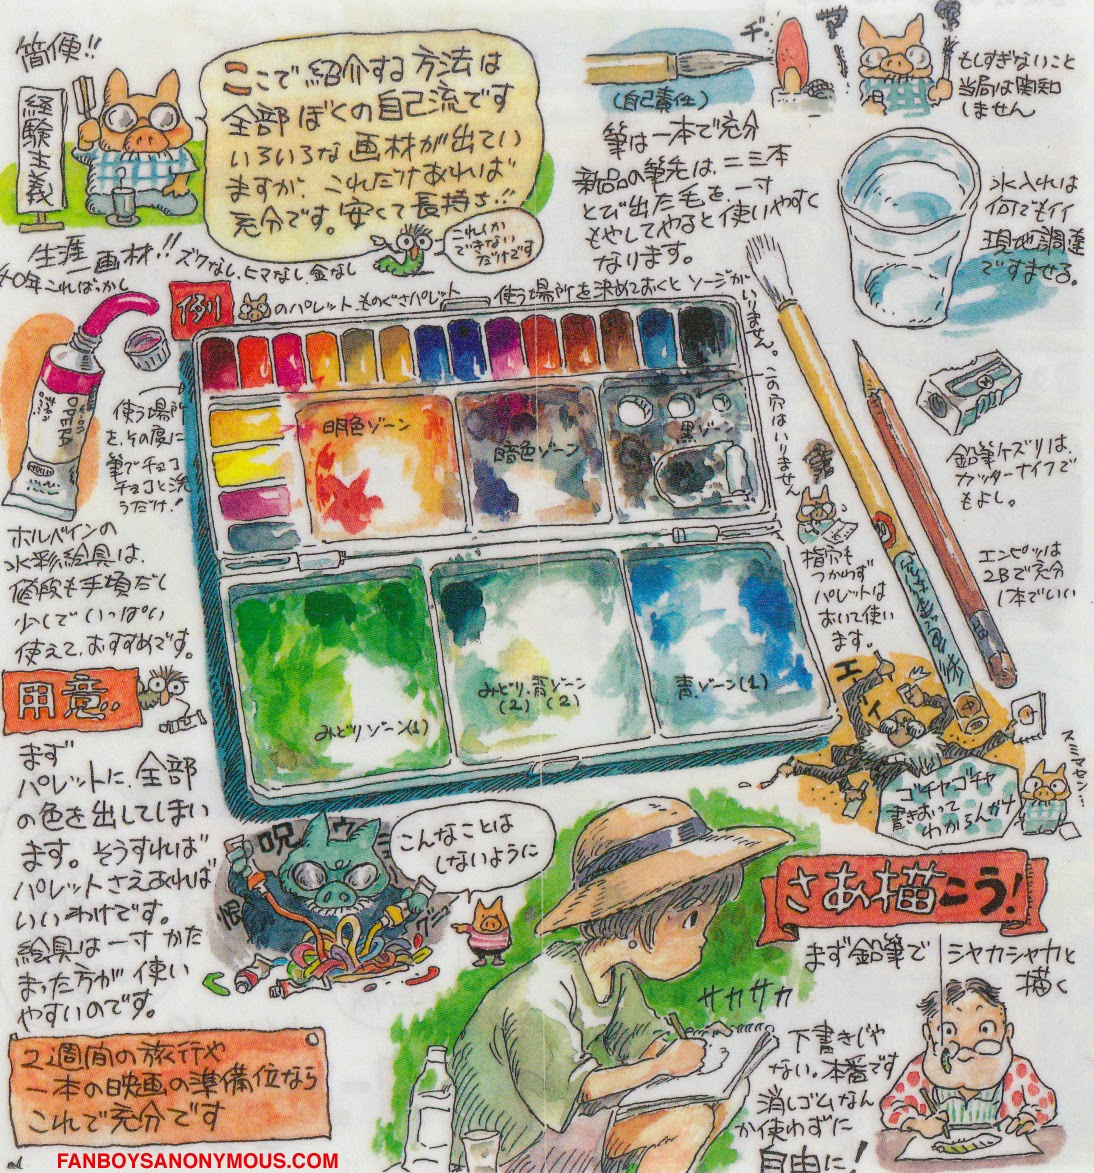 簡便!!
経験主義
ここで紹介する方法は
全部ぼくの自己流です
いろいろな画材が出てい
ますが、これだけあれば
充分です。安くて長持ち!!
これしか
できない
だけです
生涯一画材!!
ズクなし、ヒマなし、金なし
40年こればっかし
(自己責任)
筆は一本で充分
新品の筆先は、二三本
とび出た毛を、一寸
もやしてやると使いやすく
なります。
もしすぎないこと
当局は関知
しません
水入れは
何でもイイ
現地調達
ですませる。
例
のパレット ものぐさパレット
使う場所を決めておくと ソージが
いりません。
この穴はいりません
明色ゾーン
暗色ゾーン
黒ゾーン
みどりゾーン(1)
みどり、青ゾーン
(2) (2)
青ゾーン(1)
OPERA
使う場所
を、その度に
筆でチョコ
チョコと洗
うだけ!
ホルベインの
水彩絵具は、
値段も手頃だし
少しでいっぱい
使えて、おすすめです。
鉛筆ケズリは、
カッターナイフで
もよし。
エンピツは
2Bで充分
1本でいい
指穴も
つかわず
パレットは
おいて使い
ます。
用意..
まず
パレットに、全部
の色を出してしまい
ます。そうすれば
パレットさえあれば
いいわけです。
絵具は一寸かた
まった方が使い
やすいのです。
呪
恨
こんなことは
しないように
エーイ
ゴチャゴチャ
書きおって
わからんがナ
スミマセン…
さあ描こう!
まず鉛筆で
シャカシャカと
描く
サカサカ
下書きじゃ
ない。本番です
消しゴムなん
か使わずに
自由に!
2週間の旅行や
一本の映画の準備位なら
これで充分です
FANBOYSANONYMOUS.COM